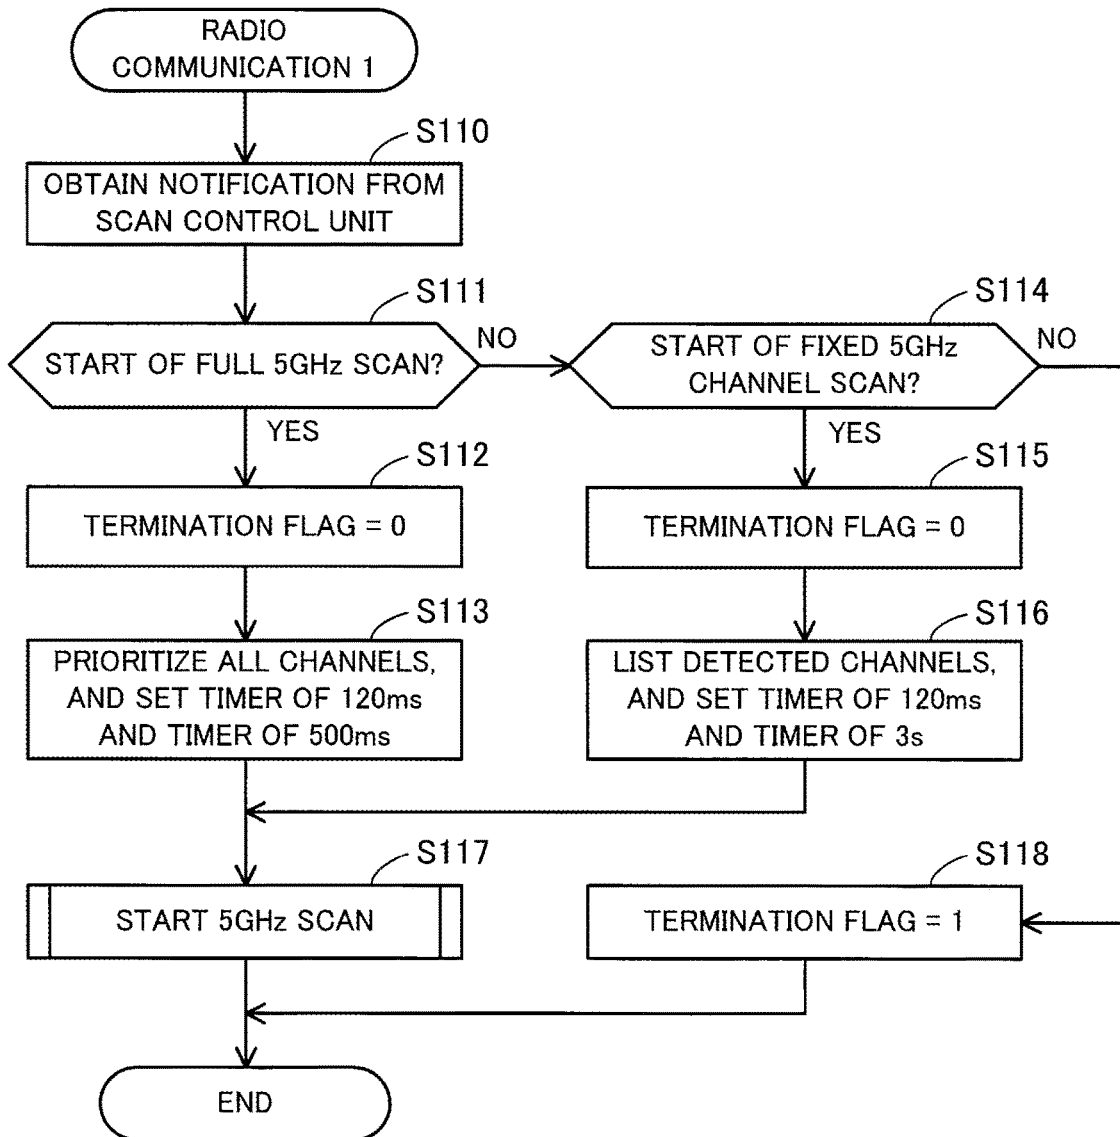 RADIO
COMMUNICATION 1
S110
OBTAIN NOTIFICATION FROM
SCAN CONTROL UNIT
S111
START OF FULL 5GHz SCAN?
NO
YES
S114
START OF FIXED 5GHz
CHANNEL SCAN?
NO
YES
S112
TERMINATION FLAG = 0
S115
TERMINATION FLAG = 0
S113
PRIORITIZE ALL CHANNELS,
AND SET TIMER OF 120ms
AND TIMER OF 500ms
S116
LIST DETECTED CHANNELS,
AND SET TIMER OF 120ms
AND TIMER OF 3s
S117
START 5GHz SCAN
S118
TERMINATION FLAG = 1
END